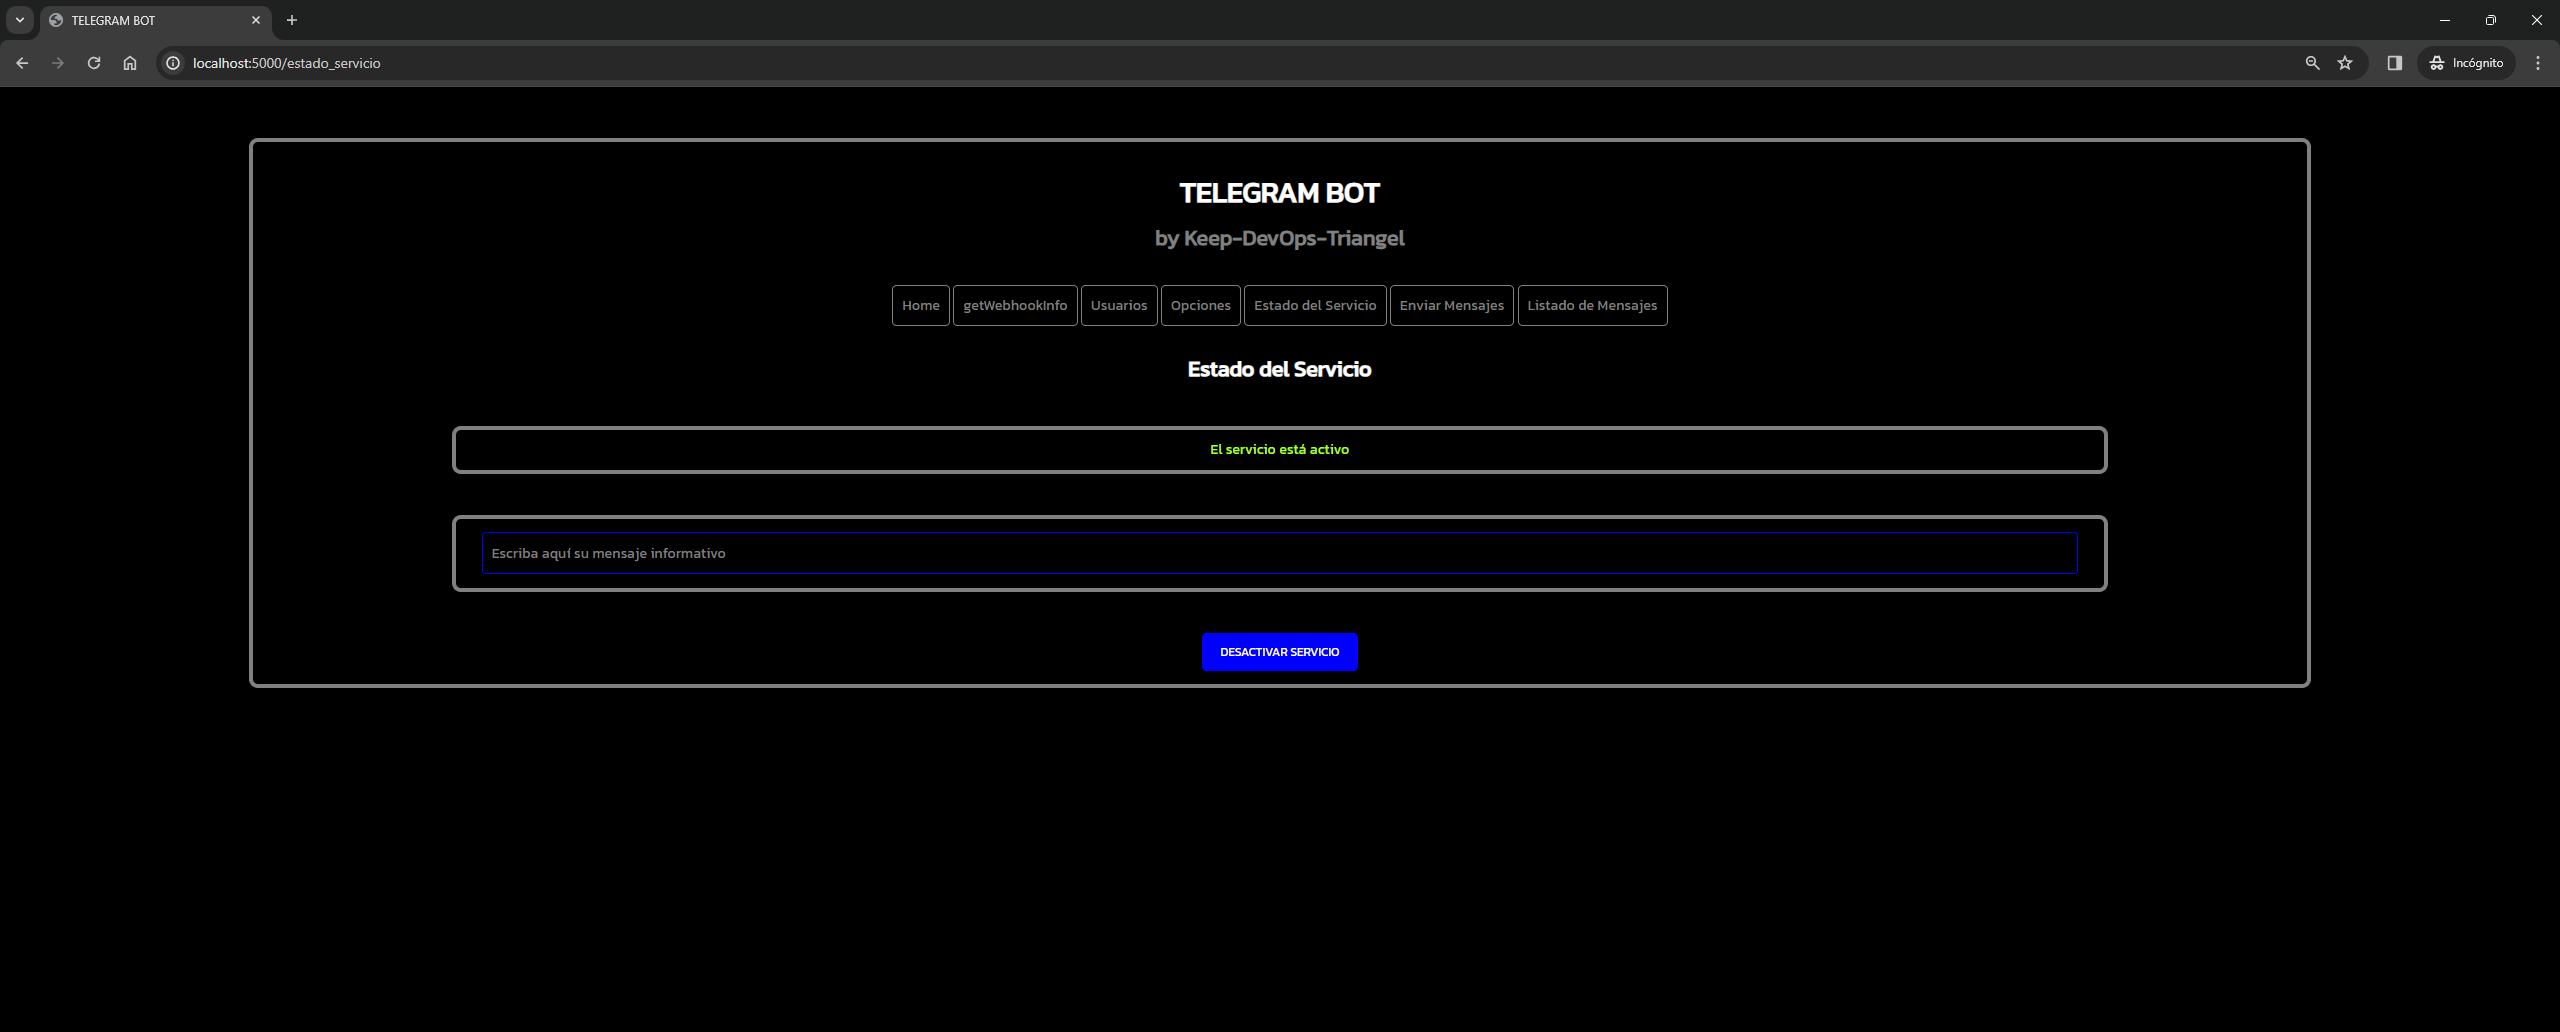 TELEGRAM BOT
localhost:5000/estado_servicio
Incógnito
TELEGRAM BOT
by Keep-DevOps-Triangel
Home getWebhookInfo Usuarios Opciones Estado del Servicio Enviar Mensajes Listado de Mensajes
Estado del Servicio
El servicio está activo
Escriba aquí su mensaje informativo
DESACTIVAR SERVICIO